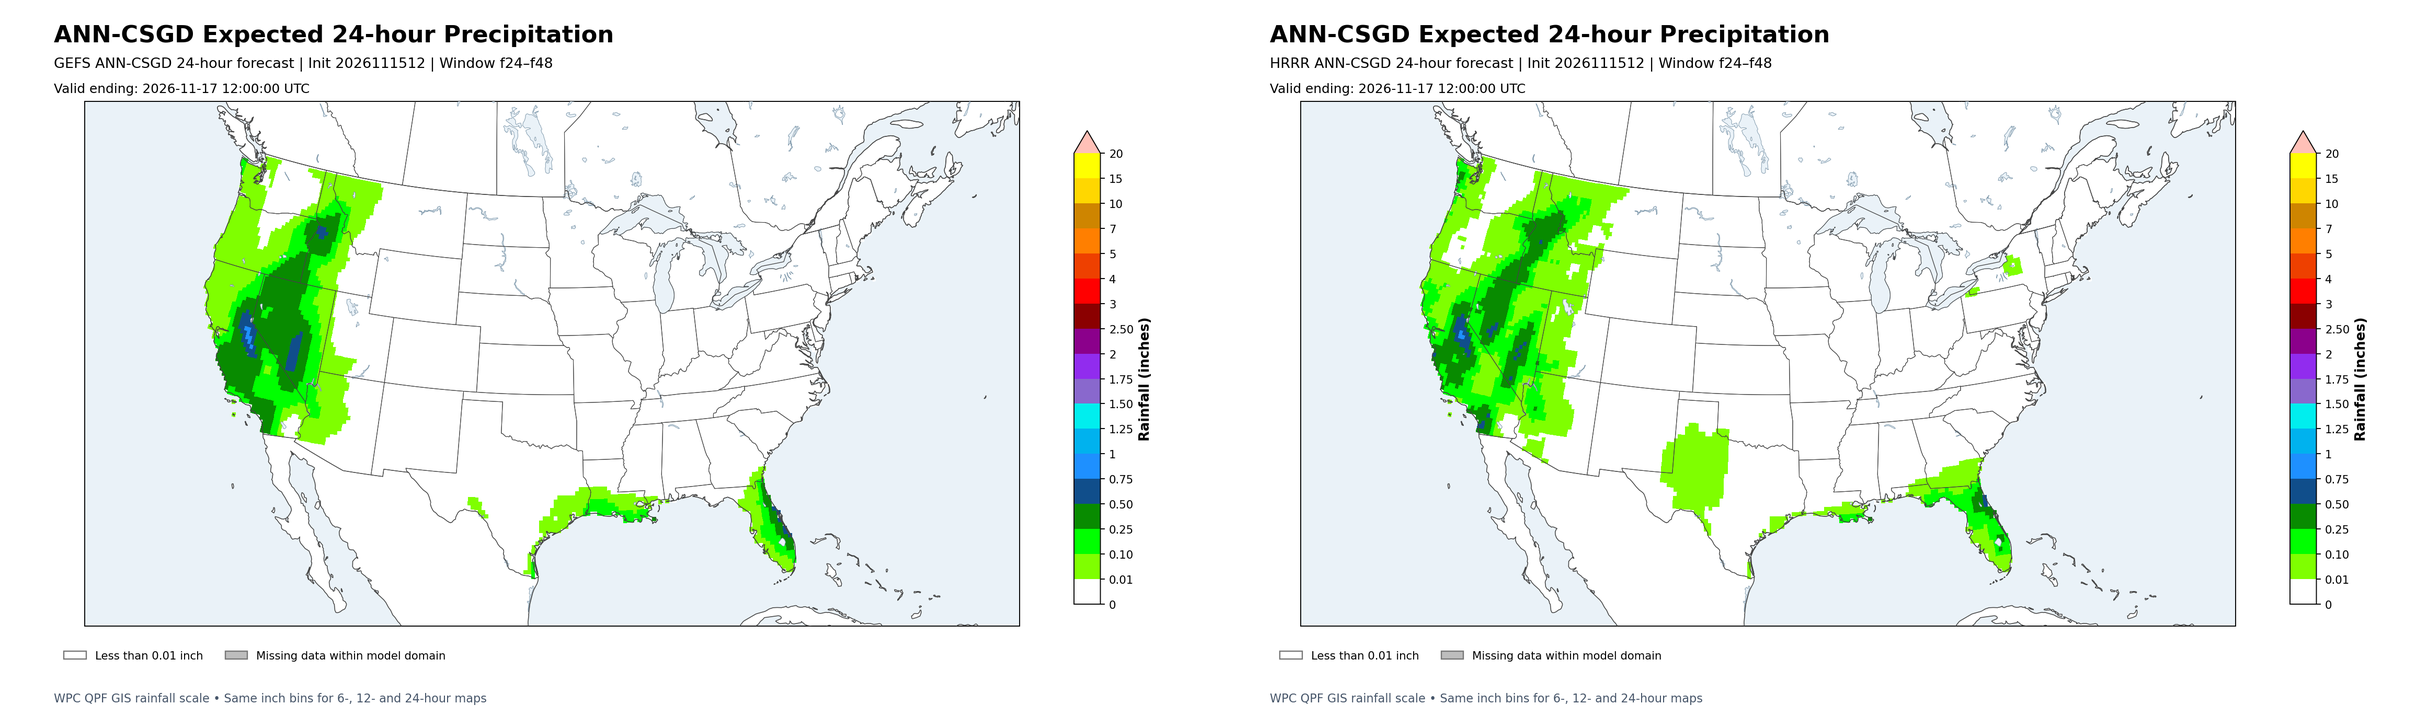 ANN-CSGD Expected 24-hour Precipitation
GEFS ANN-CSGD 24-hour forecast | Init 2026111512 | Window f24–f48
Valid ending: 2026-11-17 12:00:00 UTC
20
15
10
7
5
4
3
2.50
2
1.75
1.50
1.25
1
0.75
0.50
0.25
0.10
0.01
0
Rainfall (inches)
Less than 0.01 inch
Missing data within model domain
WPC QPF GIS rainfall scale • Same inch bins for 6-, 12- and 24-hour maps
ANN-CSGD Expected 24-hour Precipitation
HRRR ANN-CSGD 24-hour forecast | Init 2026111512 | Window f24–f48
Valid ending: 2026-11-17 12:00:00 UTC
20
15
10
7
5
4
3
2.50
2
1.75
1.50
1.25
1
0.75
0.50
0.25
0.10
0.01
0
Rainfall (inches)
Less than 0.01 inch
Missing data within model domain
WPC QPF GIS rainfall scale • Same inch bins for 6-, 12- and 24-hour maps